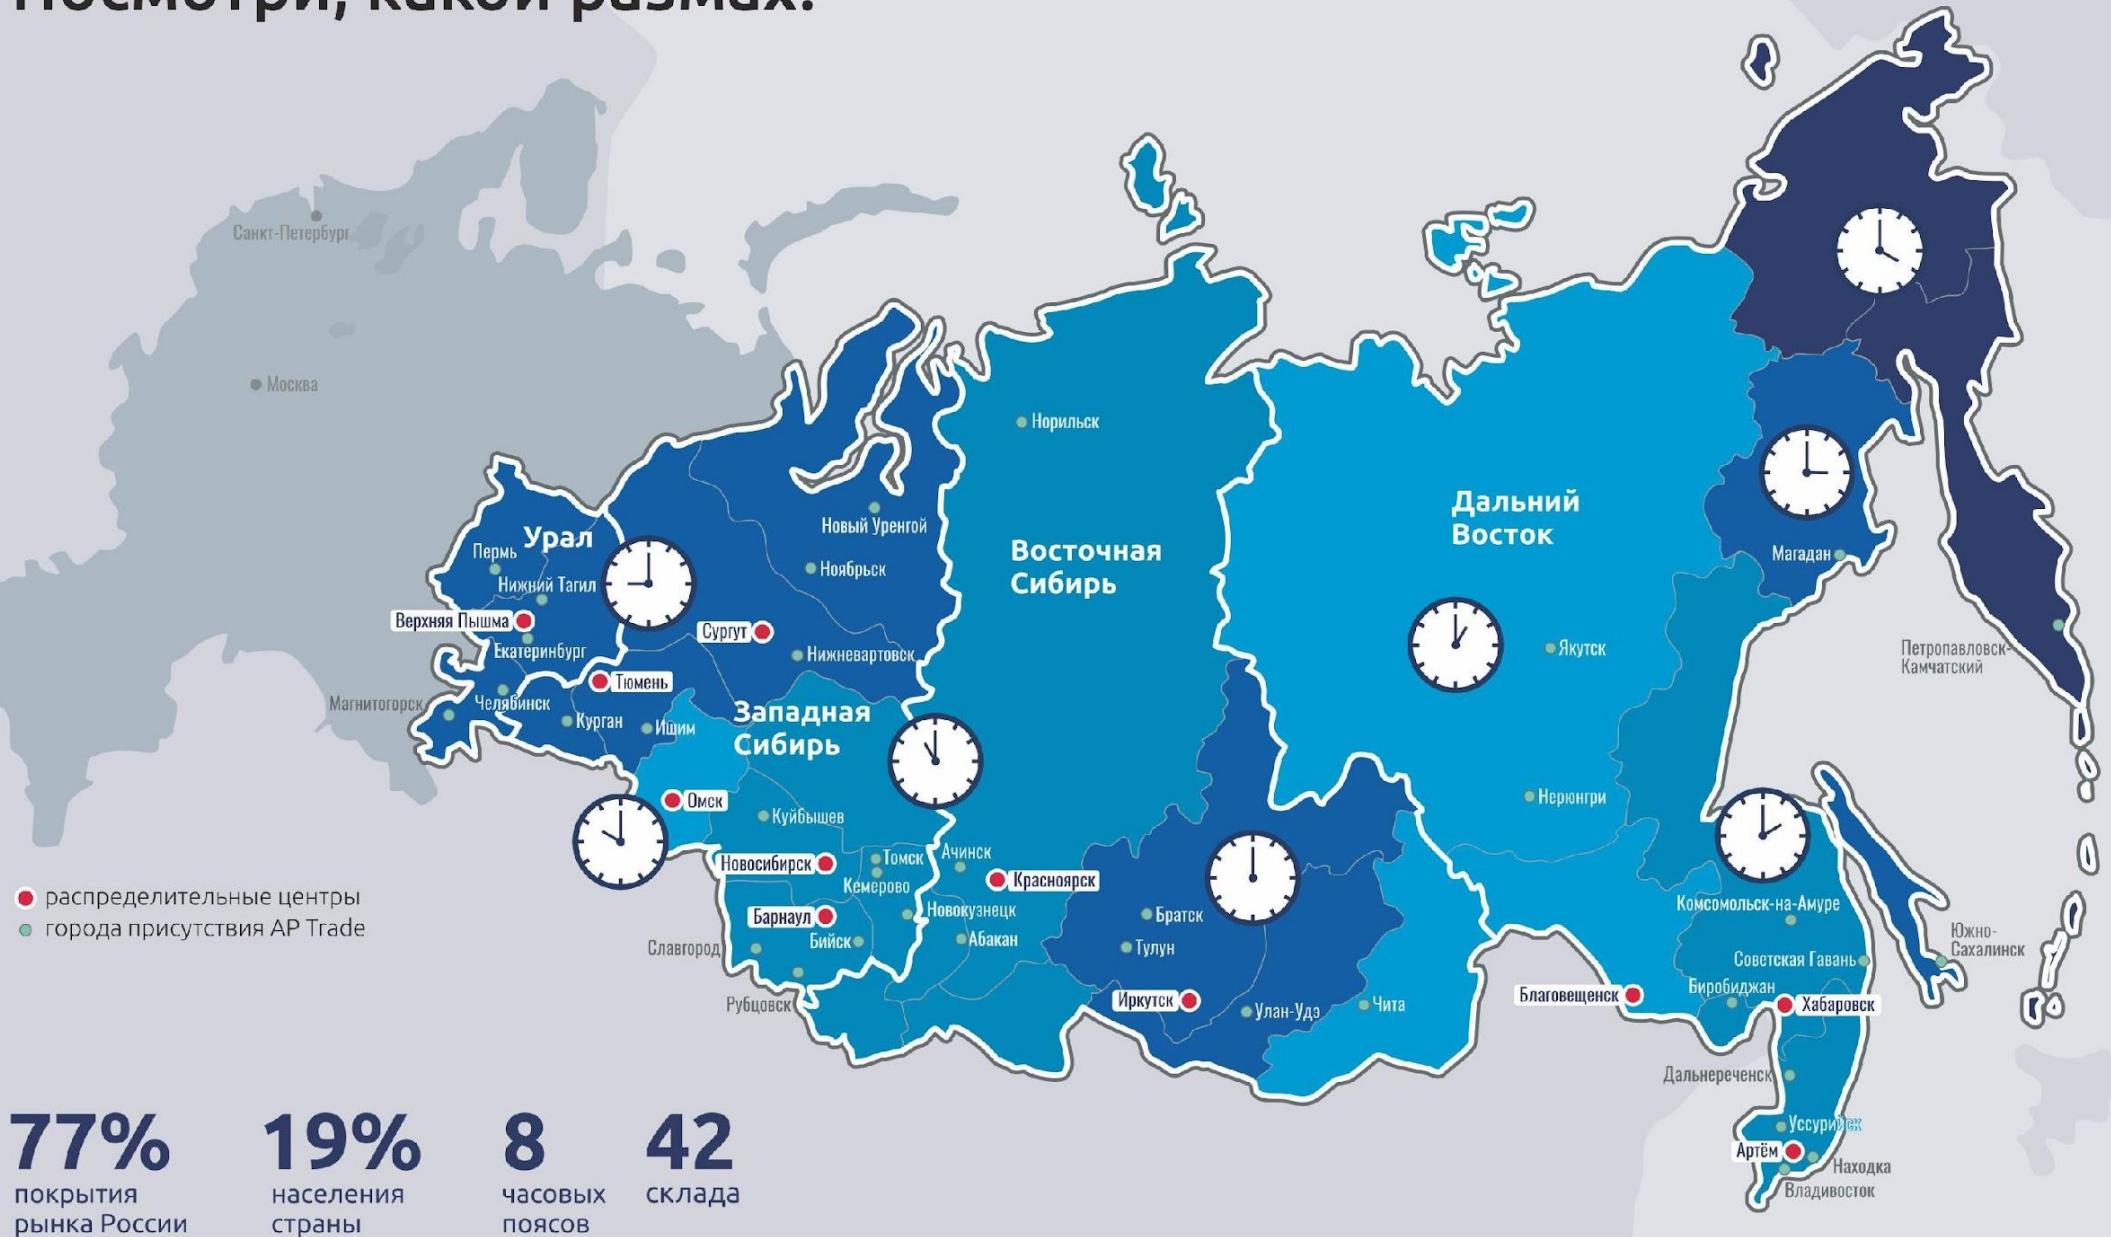 Посмотри, какой размах!
Санкт-Петербург
Москва
Норильск
Новый Уренгой
Урал
Пермь
Нижний Тагил
Ноябрьск
Верхняя Пышма
Екатеринбург
Сургут
Нижневартовск
Тюмень
Магнитогорск
Челябинск
Курган
Ишим
Западная
Сибирь
Восточная
Сибирь
Дальний
Восток
Магадан
Якутск
Петропавловск-
Камчатский
Нерюнгри
Омск
Куйбышев
Новосибирск
Томск
Кемерово
Ачинск
Красноярск
Барнаул
Новокузнецк
Бийск
Абакан
Славгород
Рубцовск
Братск
Тулун
Иркутск
Улан-Удэ
Чита
Комсомольск-на-Амуре
Южно-
Сахалинск
Советская Гавань
Биробиджан
Благовещенск
Хабаровск
Дальнереченск
Уссурийск
Артём
Находка
Владивосток
распределительные центры
города присутствия AP Trade
77%
покрытия
рынка России
19%
населения
страны
8
часовых
поясов
42
склада